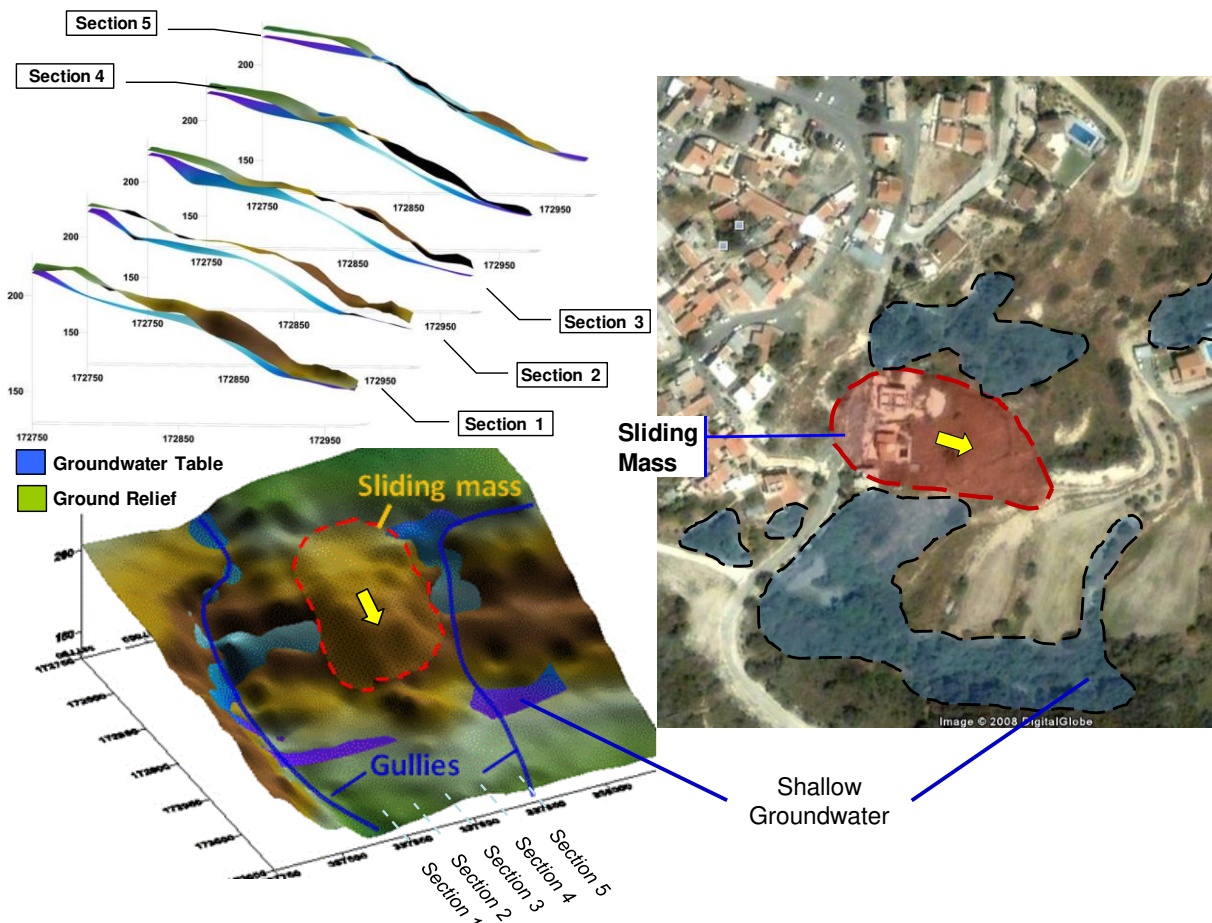 Section 5
200
Section 4
200
150
200
172750
172850
172950
150
200
172750
172850
172950
150
Section 3
200
150
172750
172850
172950
Section 2
150
172750
172850
172950
Section 1
172750
172850
172950
Groundwater Table
Ground Relief
Sliding mass
Gullies
Section 1
Section 2
Section 3
Section 4
Section 5
Sliding
Mass
Image © 2008 DigitalGlobe
Shallow
Groundwater